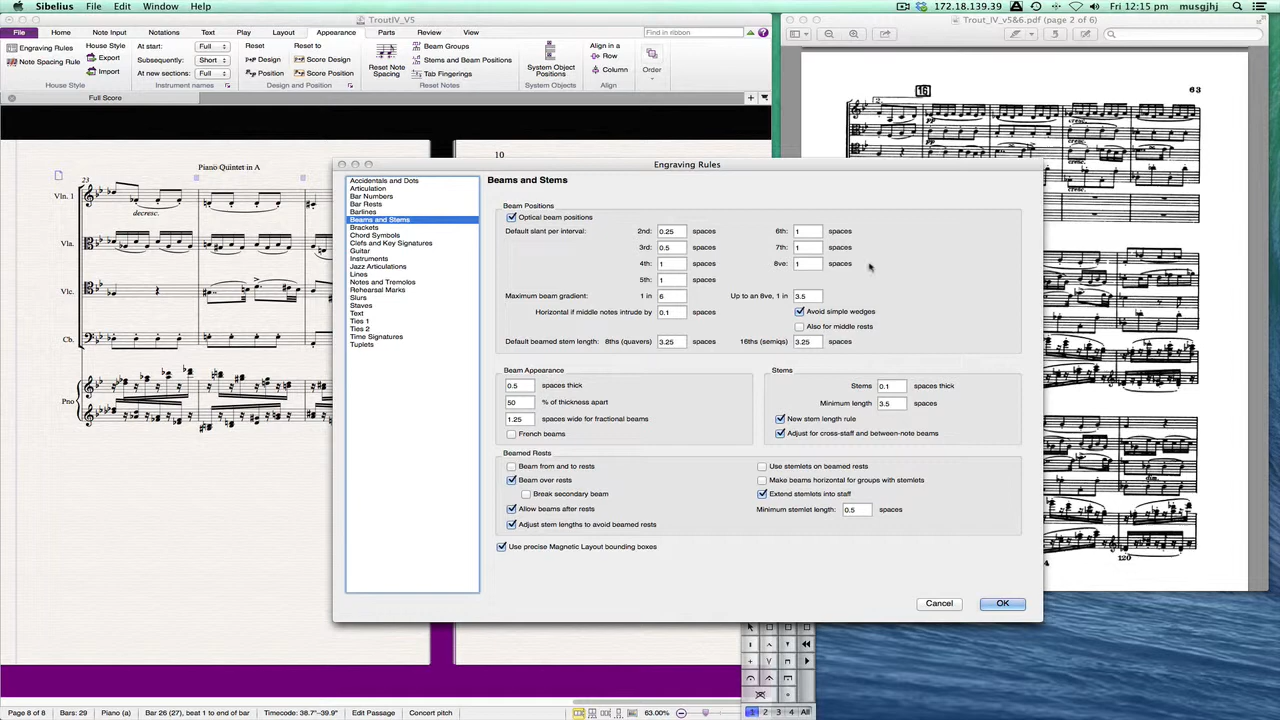 Sibelius File Edit Window Help
172.18.139.39 Fri 12:15 pm musgjhj
TroutIV_V5
Trout_IV_v5&6.pdf (page 2 of 6)
File Home Note Input Notations Text Play Layout Appearance Parts Review View
Find in ribbon
Engraving Rules
Note Spacing Rule
House Style
Export
Import
House Style
At start: Full
Subsequently: Short
At new sections: Full
Instrument names
Reset
Design
Position
Reset to
Score Design
Score Position
Design and Position
Reset Note
Spacing
Beam Groups
Stems and Beam Positions
Tab Fingerings
Reset Notes
System Object
Positions
System Objects
Align in a
Row
Column
Align
Order
Full Score
Piano Quintet in A
10
23
Vln. 1
decresc.
Vla.
Vlc.
Cb.
Pno
16
63
2
pp
cresc.
120
Engraving Rules
Accidentals and Dots
Articulation
Bar Numbers
Bar Rests
Barlines
Beams and Stems
Brackets
Chord Symbols
Clefs and Key Signatures
Guitar
Instruments
Jazz Articulations
Lines
Notes and Tremolos
Rehearsal Marks
Slurs
Staves
Text
Ties 1
Ties 2
Time Signatures
Tuplets
Beams and Stems
Beam Positions
Optical beam positions
Default slant per interval: 2nd: 0.25 spaces 6th: 1 spaces
3rd: 0.5 spaces 7th: 1 spaces
4th: 1 spaces 8ve: 1 spaces
5th: 1 spaces
Maximum beam gradient: 1 in 6 Up to an 8ve, 1 in 3.5
Horizontal if middle notes intrude by 0.1 spaces Avoid simple wedges
Also for middle rests
Default beamed stem length: 8ths (quavers) 3.25 spaces 16ths (semiqs) 3.25 spaces
Beam Appearance
0.5 spaces thick
50 % of thickness apart
1.25 spaces wide for fractional beams
French beams
Stems
Stems 0.1 spaces thick
Minimum length 3.5 spaces
New stem length rule
Adjust for cross-staff and between-note beams
Beamed Rests
Beam from and to rests
Beam over rests
Break secondary beam
Allow beams after rests
Adjust stem lengths to avoid beamed rests
Use stemlets on beamed rests
Make beams horizontal for groups with stemlets
Extend stemlets into staff
Minimum stemlet length: 0.5 spaces
Use precise Magnetic Layout bounding boxes
Cancel OK
1 2 3 4 All
Page 8 of 8 Bars: 29 Piano (a) Bar 26 (27), beat 1 to end of bar Timecode: 38.7"-39.9" Edit Passage Concert pitch 63.00%